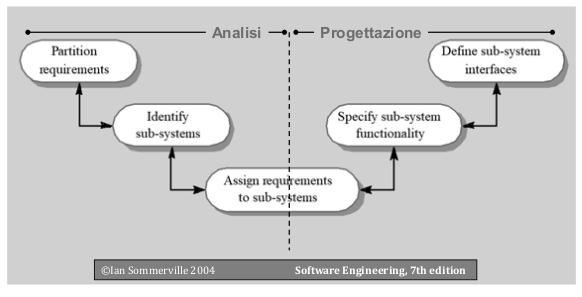 Analisi
Progettazione
Partition
requirements
Define sub-system
interfaces
Identify
sub-systems
Specify sub-system
functionality
Assign requirements
to sub-systems
©Ian Sommerville 2004
Software Engineering, 7th edition